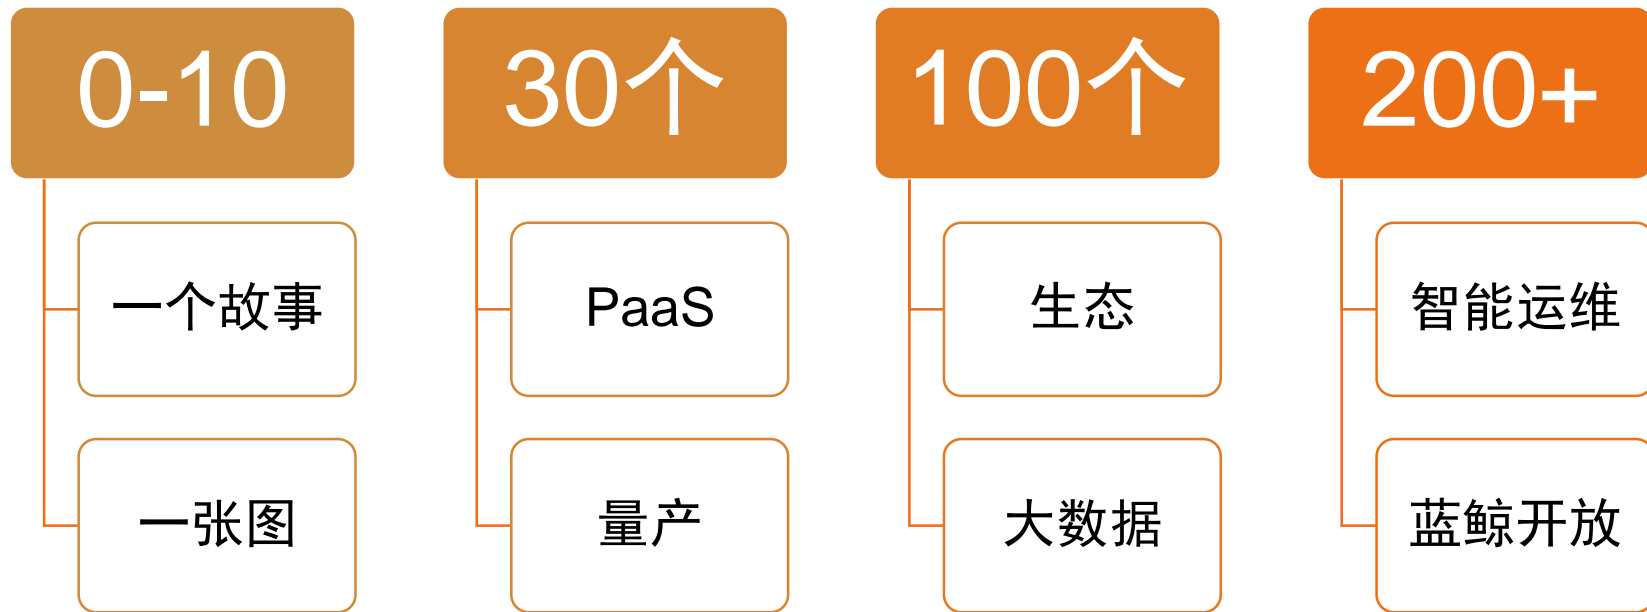 0-10
一个故事
一张图
30个
PaaS
量产
100个
生态
大数据
200+
智能运维
蓝鲸开放